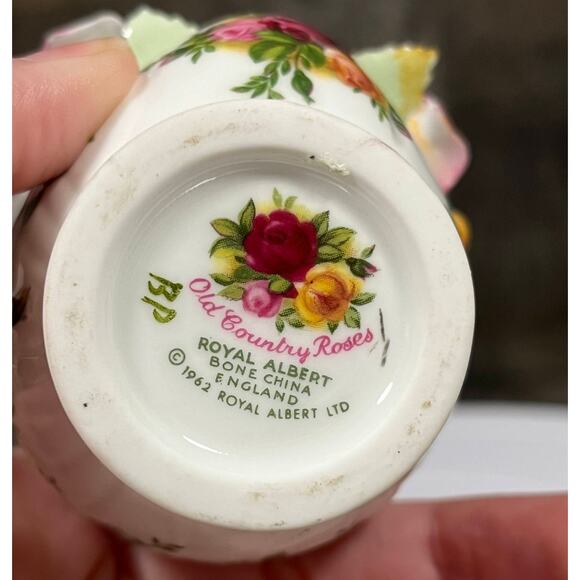 Old Country Roses
ROYAL ALBERT
BONE CHINA
ENGLAND
© 1962 ROYAL ALBERT LTD